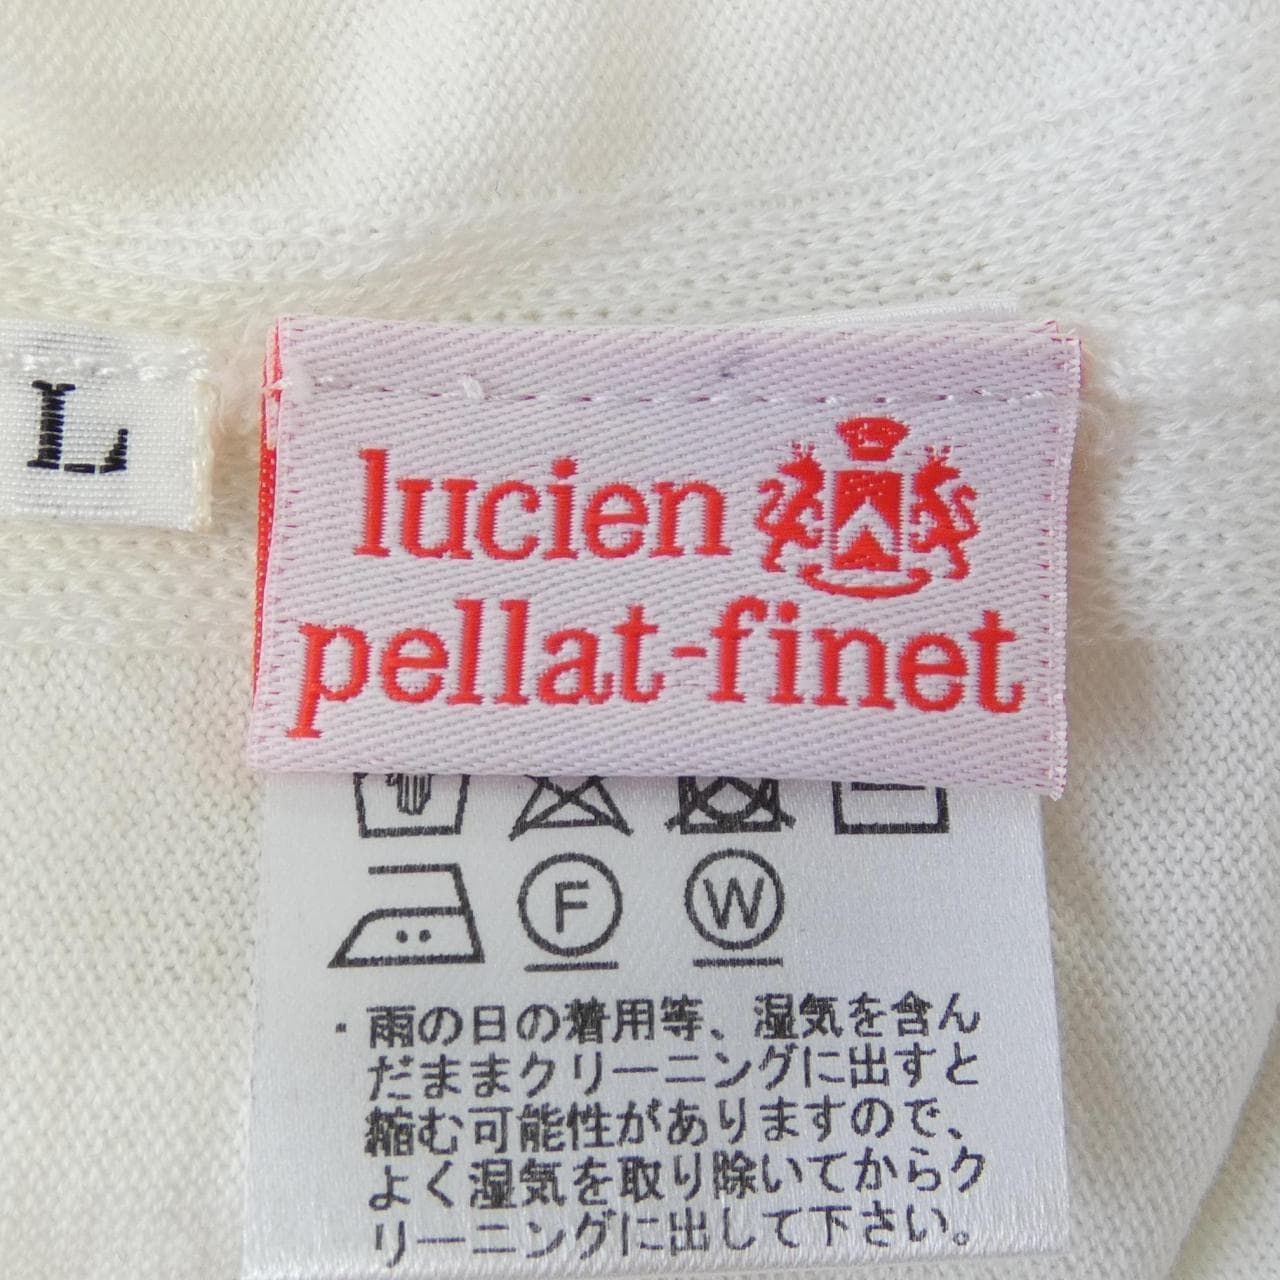 L
lucien
pellat-finet
F W
・雨の日の着用等、湿気を含ん
だままクリーニングに出すと
縮む可能性がありますので、
よく湿気を取り除いてからク
リーニングに出して下さい。